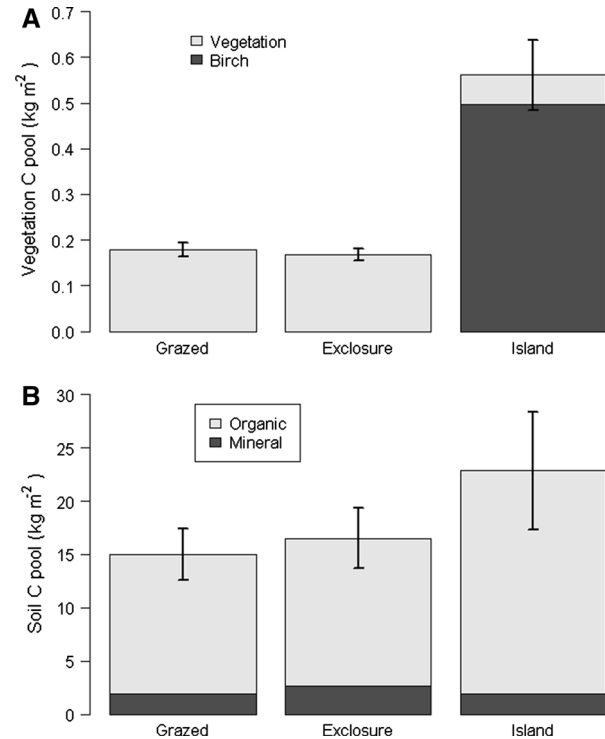 A
0.7
0.6
0.5
0.4
0.3
0.2
0.1
0.0
Vegetation C pool (kg m-2 )
Vegetation
Birch
Grazed Exclosure Island
B
30
25
20
15
10
5
0
Soil C pool (kg m-2 )
Organic
Mineral
Grazed Exclosure Island